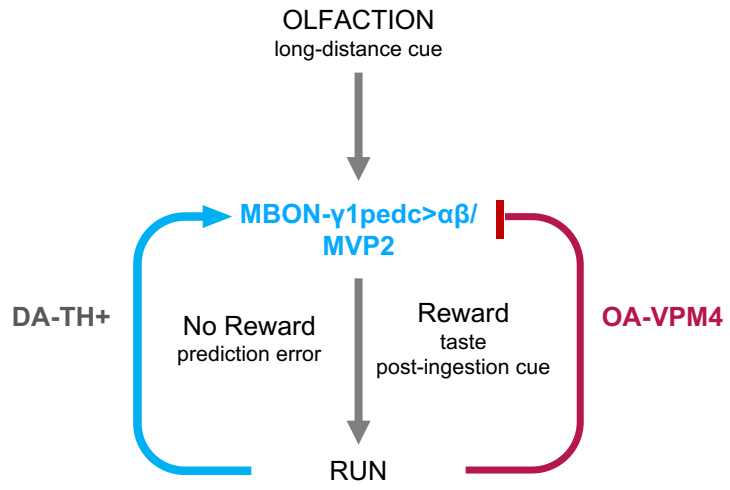 OLFACTION
long-distance cue
MBON-γ1pedc>αβ/
MVP2
DA-TH+
No Reward
prediction error
Reward
taste
post-ingestion cue
OA-VPM4
RUN